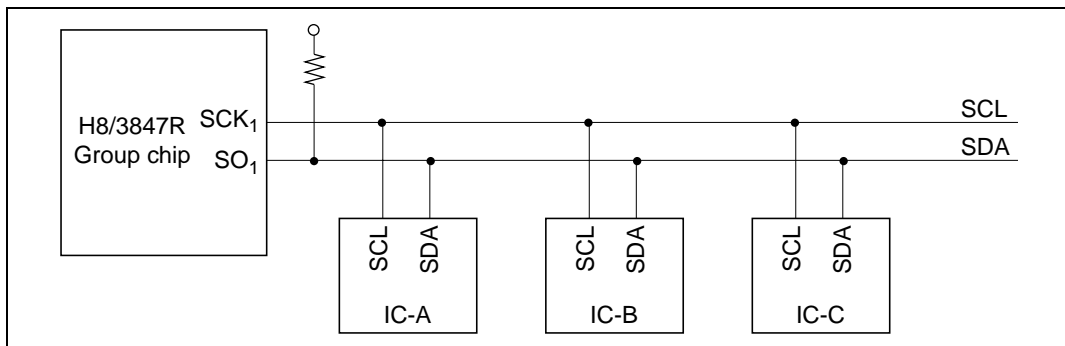 H8/3847R
Group chip
SCK₁
SO₁
SCL
SDA
SCL
SDA
IC-A
SCL
SDA
IC-B
SCL
SDA
IC-C